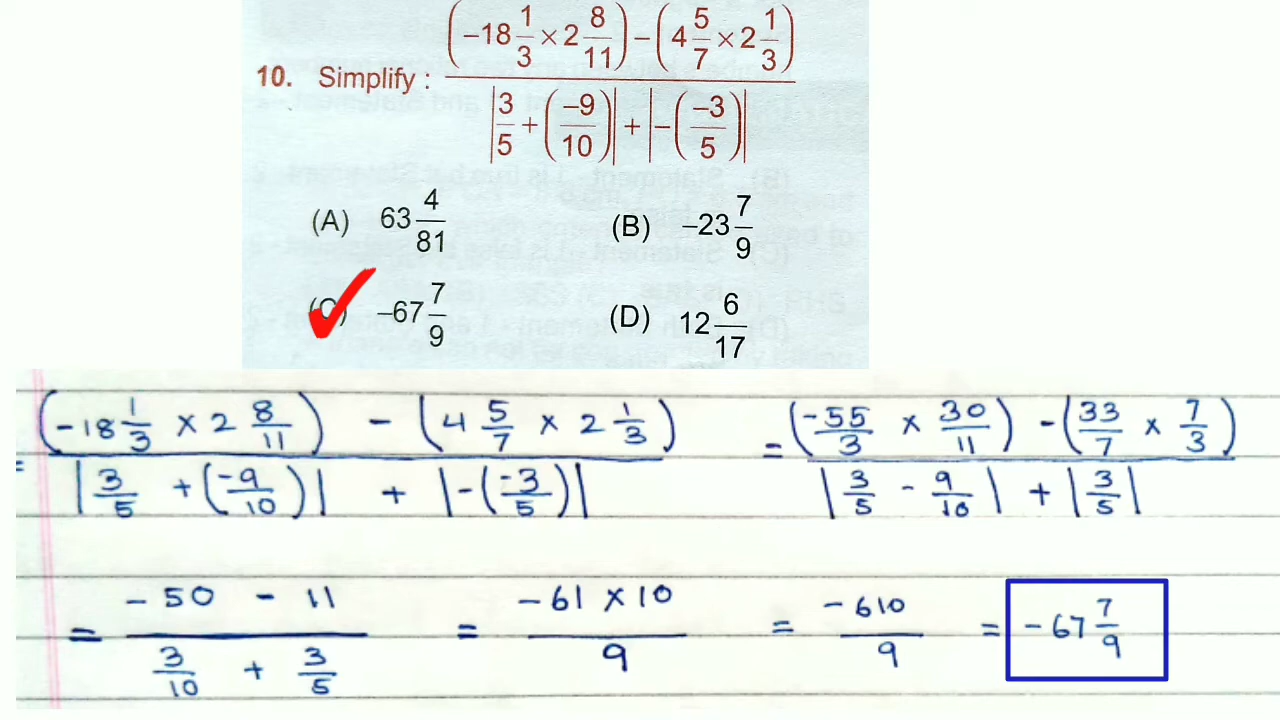 10. Simplify : ((-18 1/3 × 2 8/11) – (4 5/7 × 2 1/3)) / (|3/5 + (-9/10)| + |-(-3/5)|)
(A) 63 4/81 (B) –23 7/9
(C) –67 7/9 (D) 12 6/17
= ((-18 1/3 × 2 8/11) - (4 5/7 × 2 1/3)) / (|3/5 + (-9/10)| + |-(-3/5)|) = ((-55/3 × 30/11) - (33/7 × 7/3)) / (|3/5 - 9/10| + |3/5|)
= (-50 - 11) / (3/10 + 3/5) = (-61 × 10) / 9 = -610/9 = -67 7/9